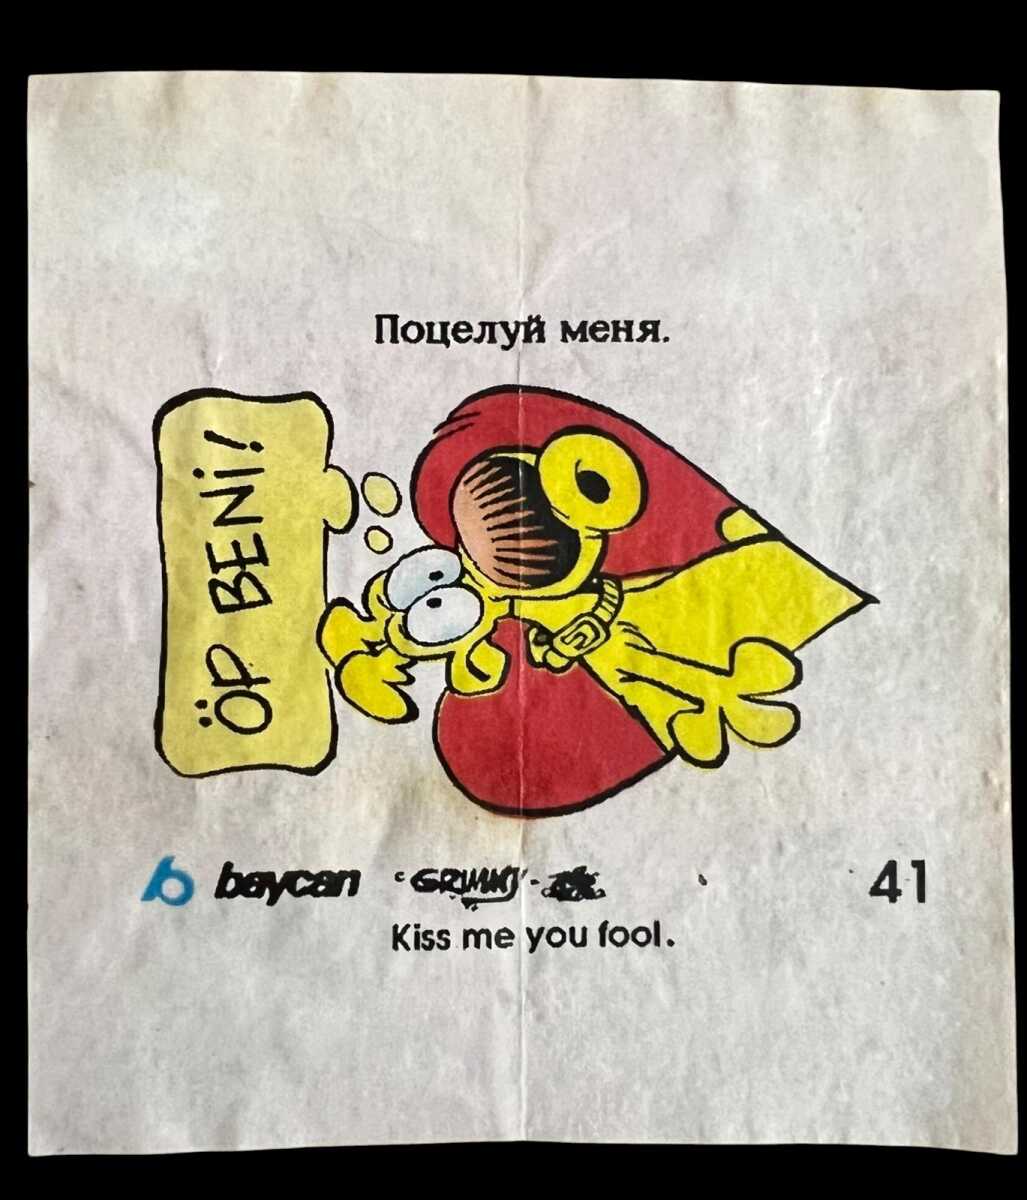 Поцелуй меня.
ÖP BENİ!
baycan
GRIMMY
41
Kiss me you fool.